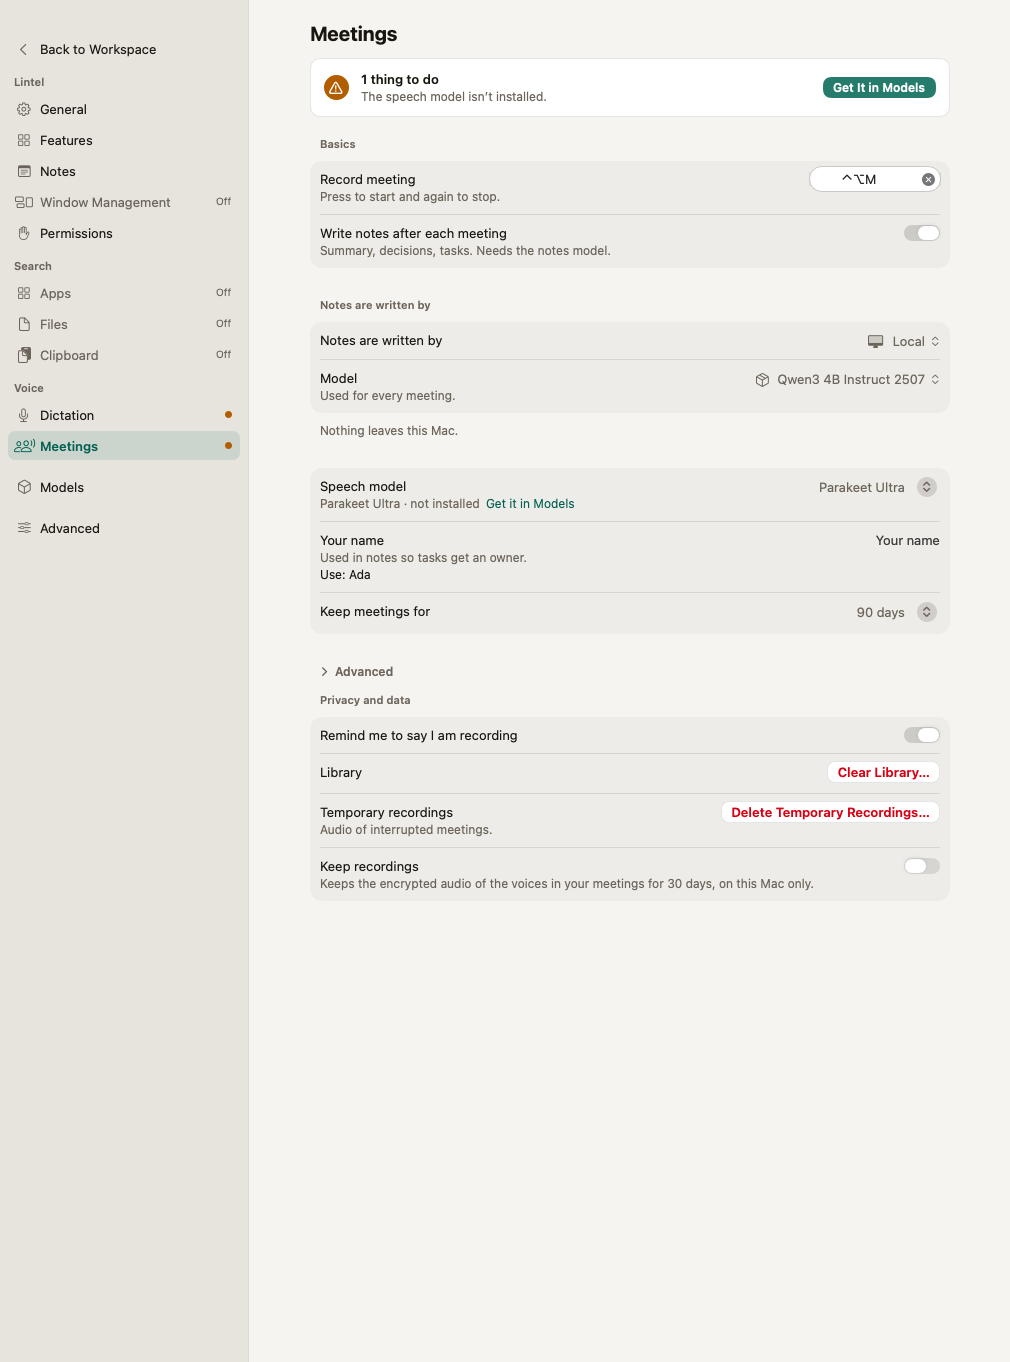 Back to Workspace
Lintel
General
Features
Notes
Window Management Off
Permissions
Search
Apps Off
Files Off
Clipboard Off
Voice
Dictation
Meetings
Models
Advanced
Meetings
1 thing to do
The speech model isn’t installed.
Get It in Models
Basics
Record meeting
Press to start and again to stop.
⌃⌥M
Write notes after each meeting
Summary, decisions, tasks. Needs the notes model.
Notes are written by
Notes are written by
Local
Model
Used for every meeting.
Qwen3 4B Instruct 2507
Nothing leaves this Mac.
Speech model
Parakeet Ultra · not installed Get it in Models
Parakeet Ultra
Your name
Used in notes so tasks get an owner.
Use: Ada
Your name
Keep meetings for
90 days
Advanced
Privacy and data
Remind me to say I am recording
Library
Clear Library...
Temporary recordings
Audio of interrupted meetings.
Delete Temporary Recordings...
Keep recordings
Keeps the encrypted audio of the voices in your meetings for 30 days, on this Mac only.